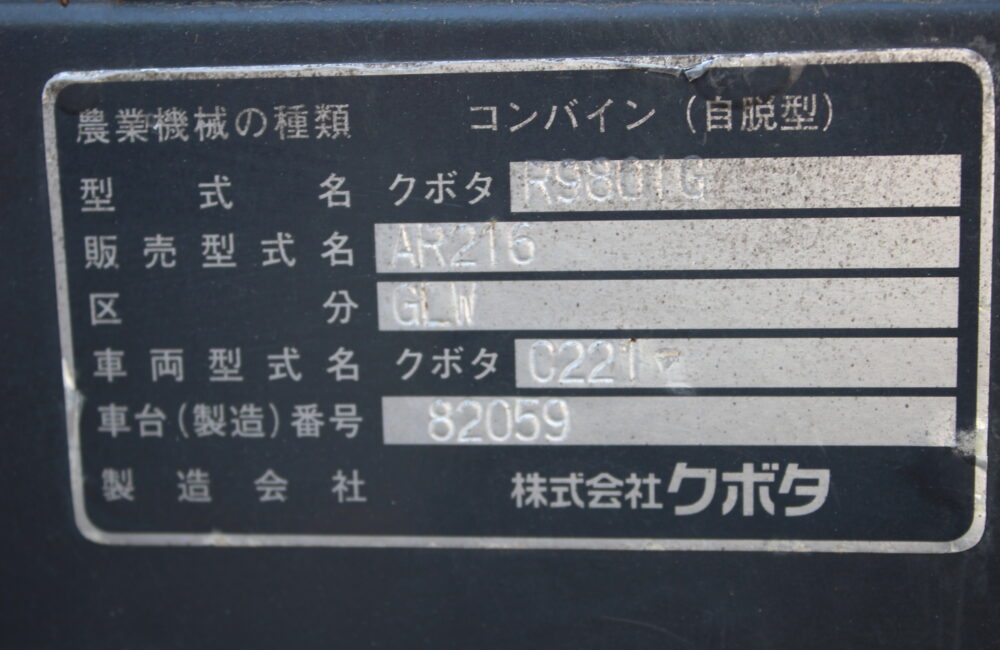 農業機械の種類 コンバイン(自脱型)
型式名 クボタ R9801G
販売型式名 AR216
区分 GLW
車両型式名 クボタ C221
車台(製造)番号 82059
製造会社 株式会社クボタ